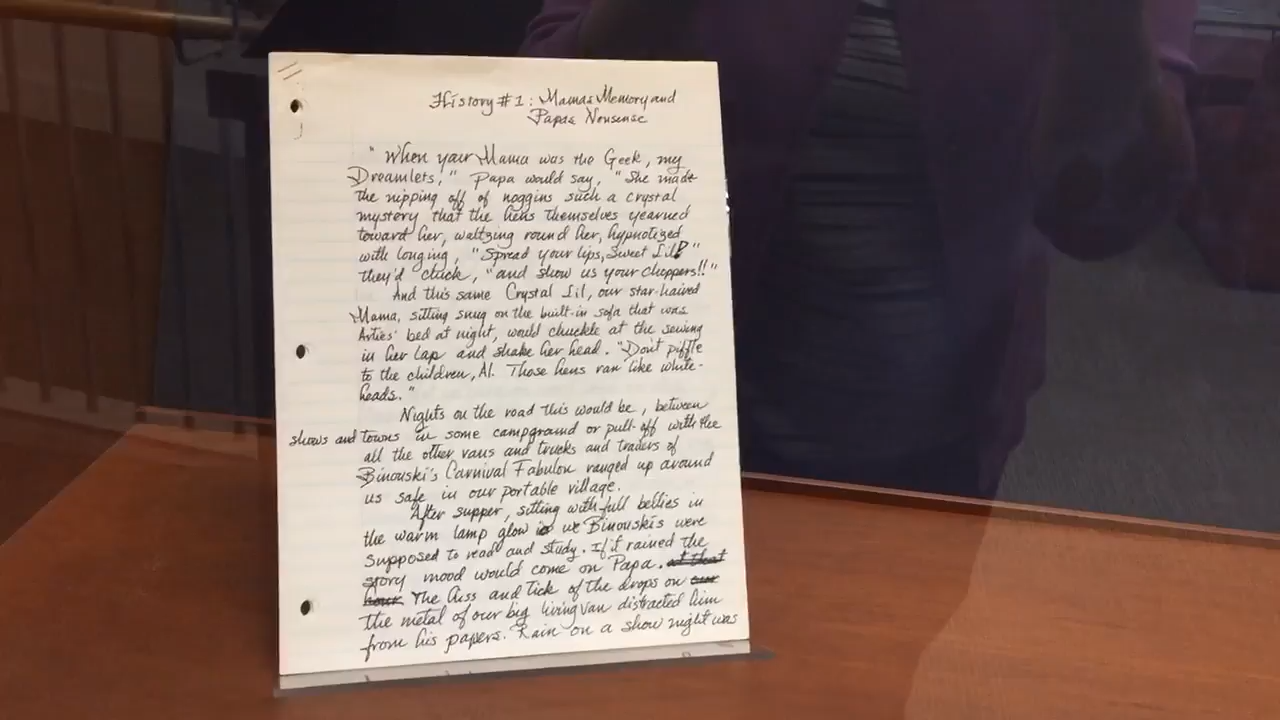 History #1: Mamas Memory and
Papas Nonsense
"When your Mama was the Geek, my
Dreamlets," Papa would say, "She made
the nipping off of noggins such a crystal
mystery that the hens themselves yearned
toward her, waltzing round her, hypnotized
with longing, "Spread your lips, Sweet Lil!"
they'd cluck, "and show us your choppers!!"
And this same Crystal Lil, our star-haired
Mama, sitting snug on the built-in sofa that was
Arties' bed at night, would chuckle at the sewing
in her lap and shake her head. "Don't piffle
to the children, Al. Those hens ran like white-
heads."
Nights on the road this would be, between
shows and towns in some campground or pull-off with the
all the other vans and trucks and trailers of
Binouski's Carnival Fabulon ranged up around
us safe in our portable village.
After supper, sitting with full bellies in
the warm lamp glow we Binouskis were
supposed to read and study. If it rained the
story mood would come on Papa. at that
hour The hiss and tick of the drops on our
the metal of our big living van distracted him
from his papers. Rain on a show night was